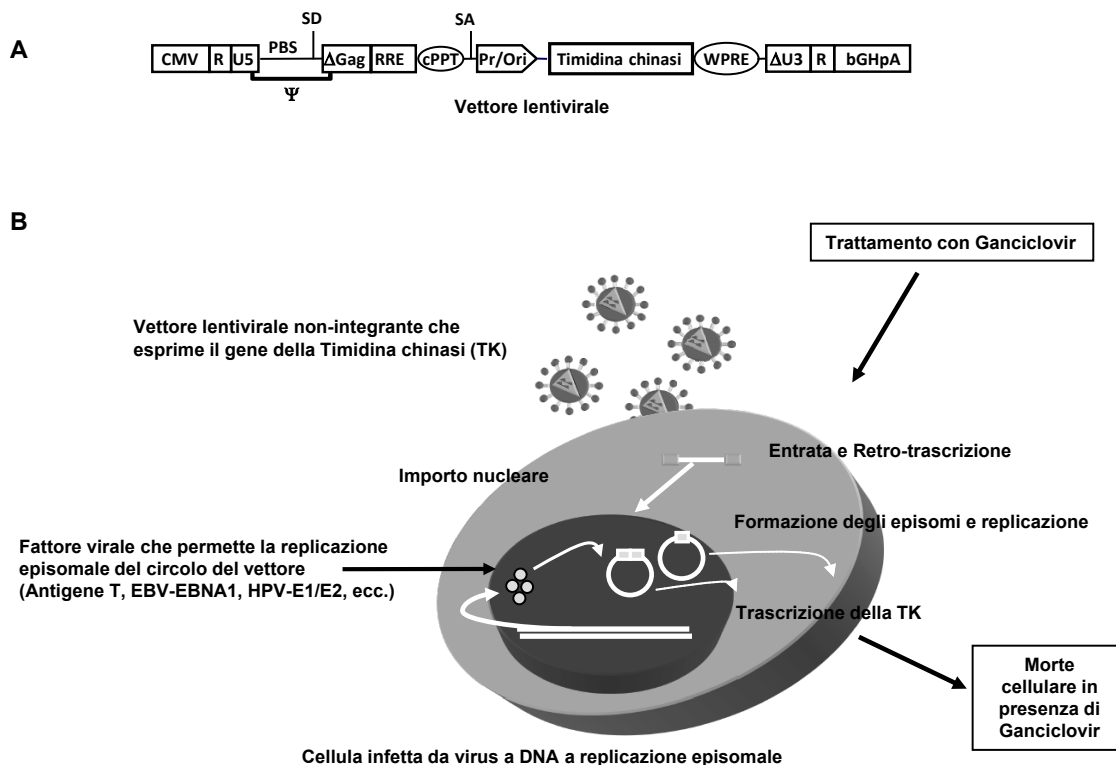 A
SD
SA
PBS
CMV R U5 ΔGag RRE cPPT Pr/Ori Timidina chinasi WPRE ΔU3 R bGHpA
Ψ
Vettore lentivirale
B
Trattamento con Ganciclovir
Vettore lentivirale non-integrante che
esprime il gene della Timidina chinasi (TK)
Entrata e Retro-trascrizione
Importo nucleare
Formazione degli episomi e replicazione
Fattore virale che permette la replicazione
episomale del circolo del vettore
(Antigene T, EBV-EBNA1, HPV-E1/E2, ecc.)
Trascrizione della TK
Morte
cellulare in
presenza di
Ganciclovir
Cellula infetta da virus a DNA a replicazione episomale